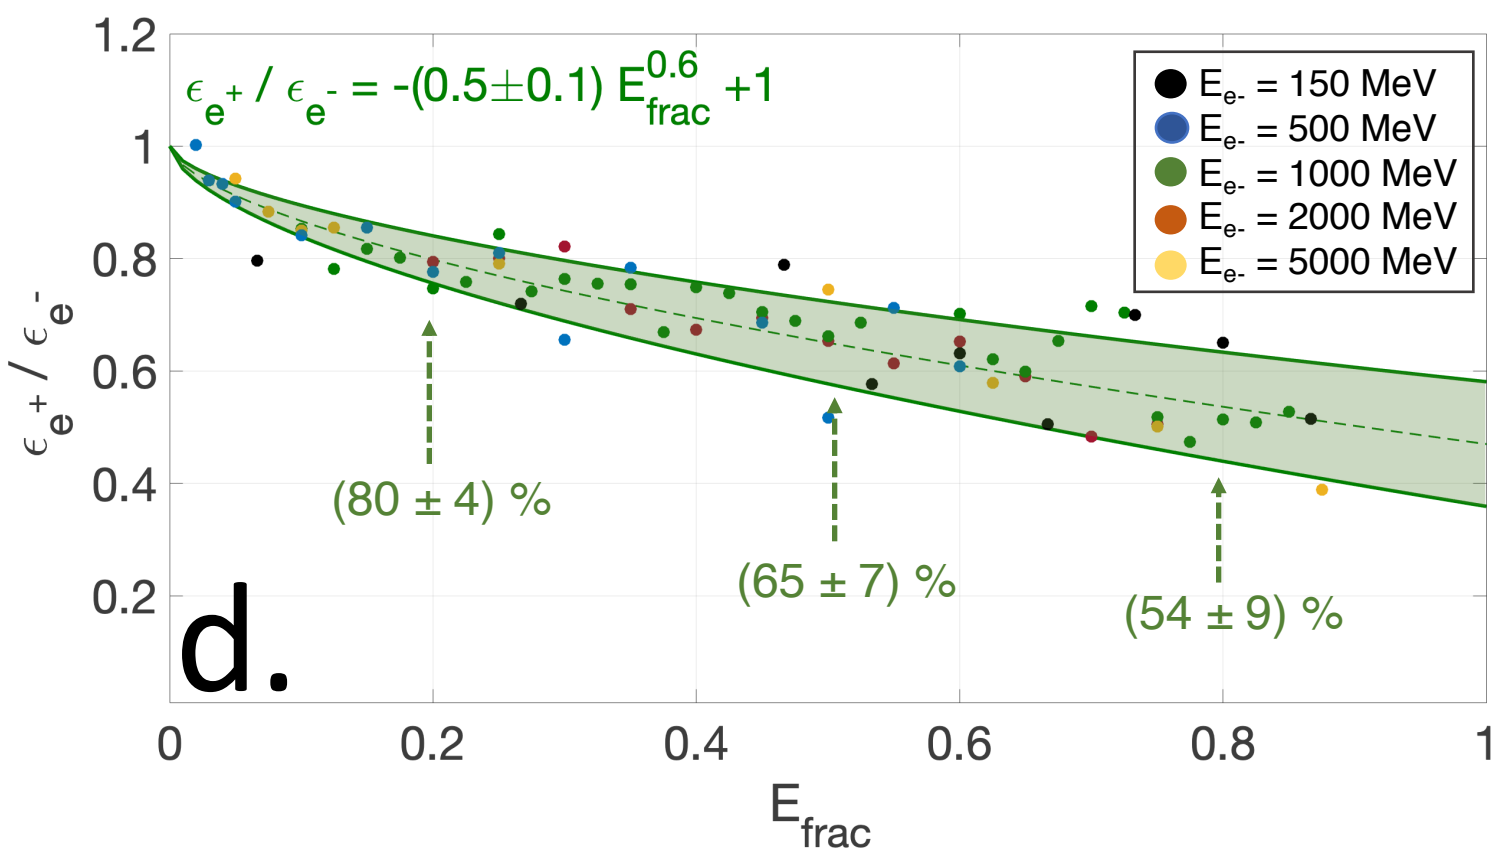 1.2
1
0.8
0.6
0.4
0.2
ϵe+ / ϵe-
ϵe+ / ϵe- = -(0.5±0.1) E0.6frac +1
Ee- = 150 MeV
Ee- = 500 MeV
Ee- = 1000 MeV
Ee- = 2000 MeV
Ee- = 5000 MeV
(80 ± 4) %
(65 ± 7) %
(54 ± 9) %
d.
0 0.2 0.4 0.6 0.8 1
Efrac